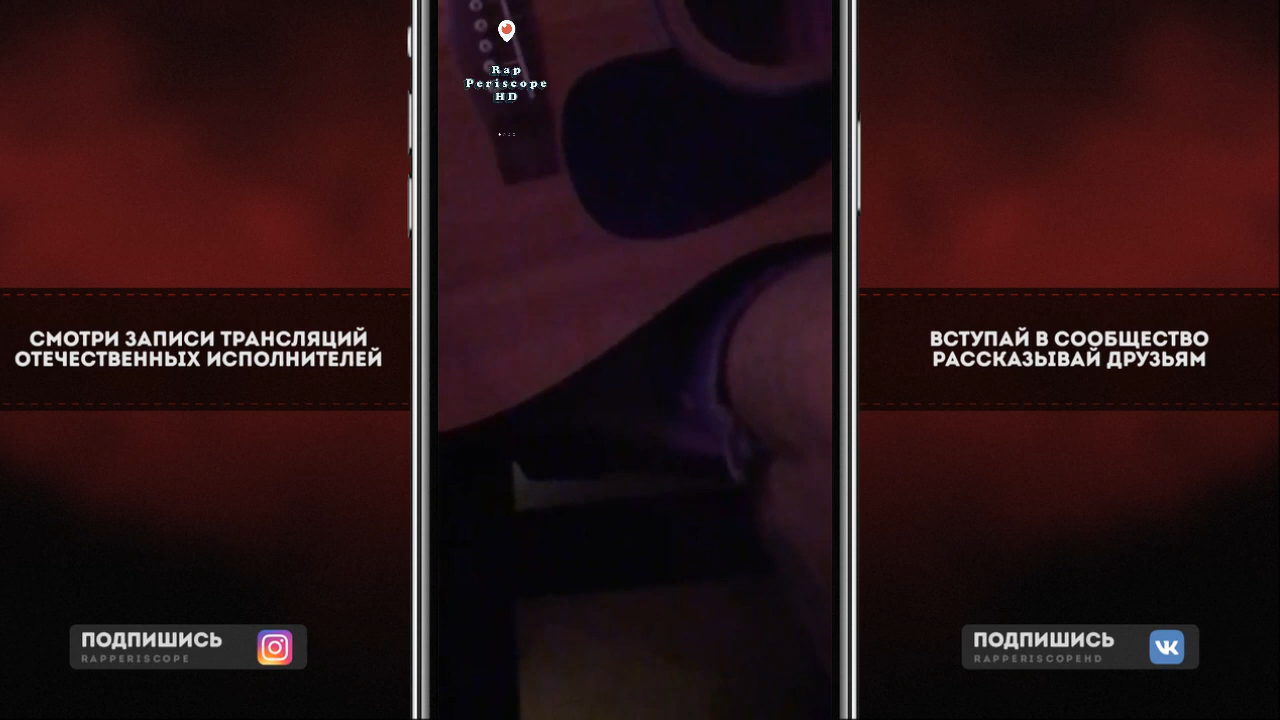 Rap
Periscope
HD
СМОТРИ ЗАПИСИ ТРАНСЛЯЦИЙ
ОТЕЧЕСТВЕННЫХ ИСПОЛНИТЕЛЕЙ
ВСТУПАЙ В СООБЩЕСТВО
РАССКАЗЫВАЙ ДРУЗЬЯМ
ПОДПИШИСЬ
RAPPERISCOPE
ПОДПИШИСЬ
RAPPERISCOPEHD